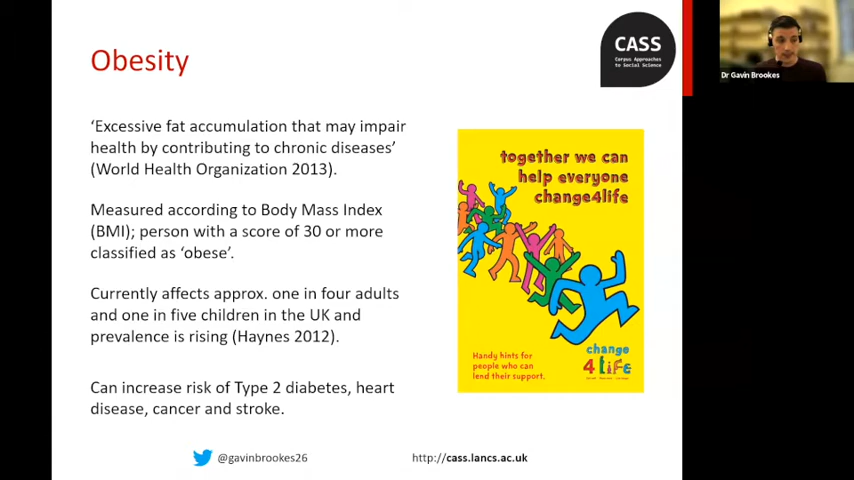 Obesity
CASS
Corpus Approaches
to Social Science
Dr Gavin Brookes
‘Excessive fat accumulation that may impair
health by contributing to chronic diseases’
(World Health Organization 2013).
Measured according to Body Mass Index
(BMI); person with a score of 30 or more
classified as ‘obese’.
Currently affects approx. one in four adults
and one in five children in the UK and
prevalence is rising (Haynes 2012).
Can increase risk of Type 2 diabetes, heart
disease, cancer and stroke.
together we can
help everyone
change4life
Handy hints for
people who can
lend their support.
change
4 LiFe
@gavinbrookes26
http://cass.lancs.ac.uk